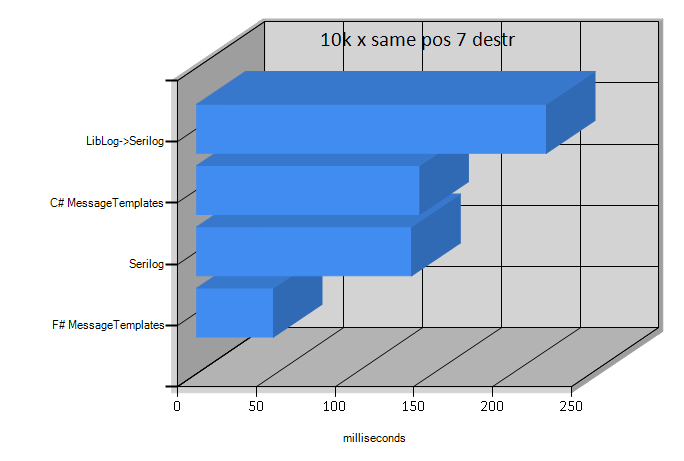 10k x same pos 7 destr
LibLog->Serilog
C# MessageTemplates
Serilog
F# MessageTemplates
0 50 100 150 200 250
milliseconds